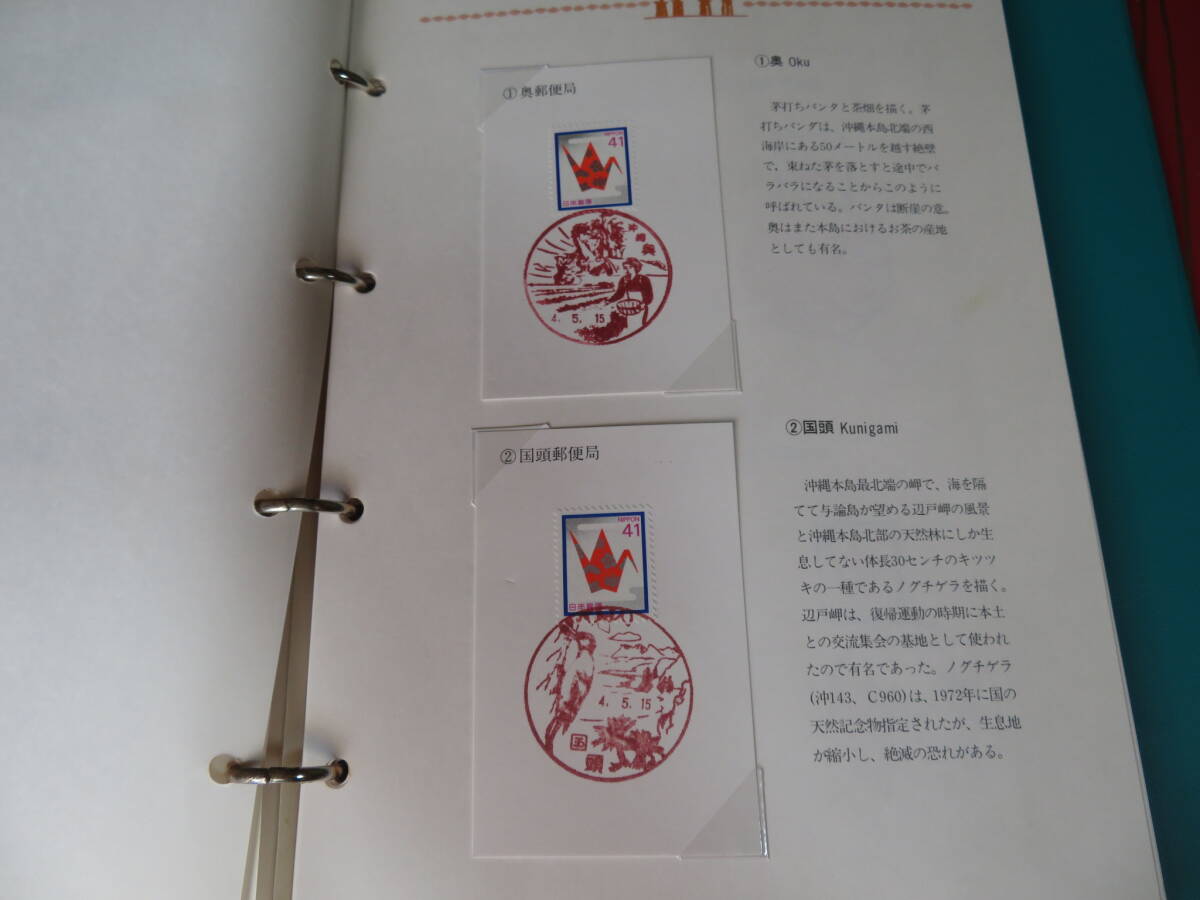 ①奥郵便局
NIPPON
41
日本郵便
沖縄 奥
4. 5. 15
①奥 Oku
茅打ちバンタと茶畑を描く。茅
打ちバンダは、沖縄本島北端の西
海岸にある50メートルを越す絶壁
で、束ねた茅を落とすと途中でバ
ラバラになることからこのように
呼ばれている。バンタは断崖の意。
奥はまた本島におけるお茶の産地
としても有名。
②国頭郵便局
NIPPON
41
日本郵便
4. 5. 15
国
頭
②国頭 Kunigami
沖縄本島最北端の岬で、海を隔
てて与論島が望める辺戸岬の風景
と沖縄本島北部の天然林にしか生
息してない体長30センチのキツツ
キの一種であるノグチゲラを描く。
辺戸岬は、復帰運動の時期に本土
との交流集会の基地として使われ
たので有名であった。ノグチゲラ
(沖143、C960)は、1972年に国の
天然記念物指定されたが、生息地
が縮小し、絶滅の恐れがある。